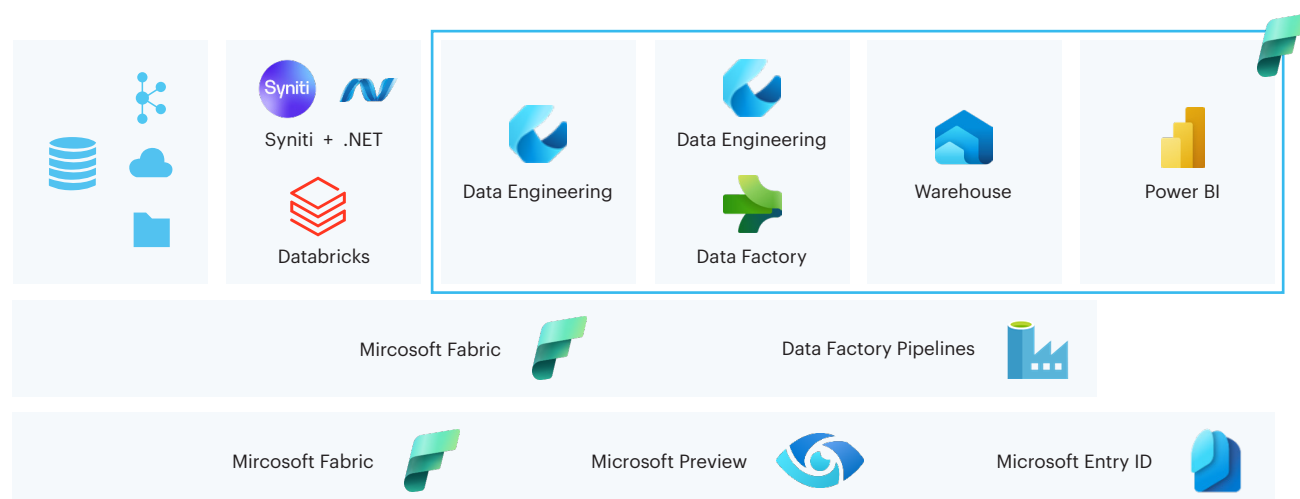 Syniti
Syniti + .NET
Databricks
Data Engineering
Data Engineering
Data Factory
Warehouse
Power BI
Mircosoft Fabric
Data Factory Pipelines
Mircosoft Fabric
Microsoft Preview
Microsoft Entry ID